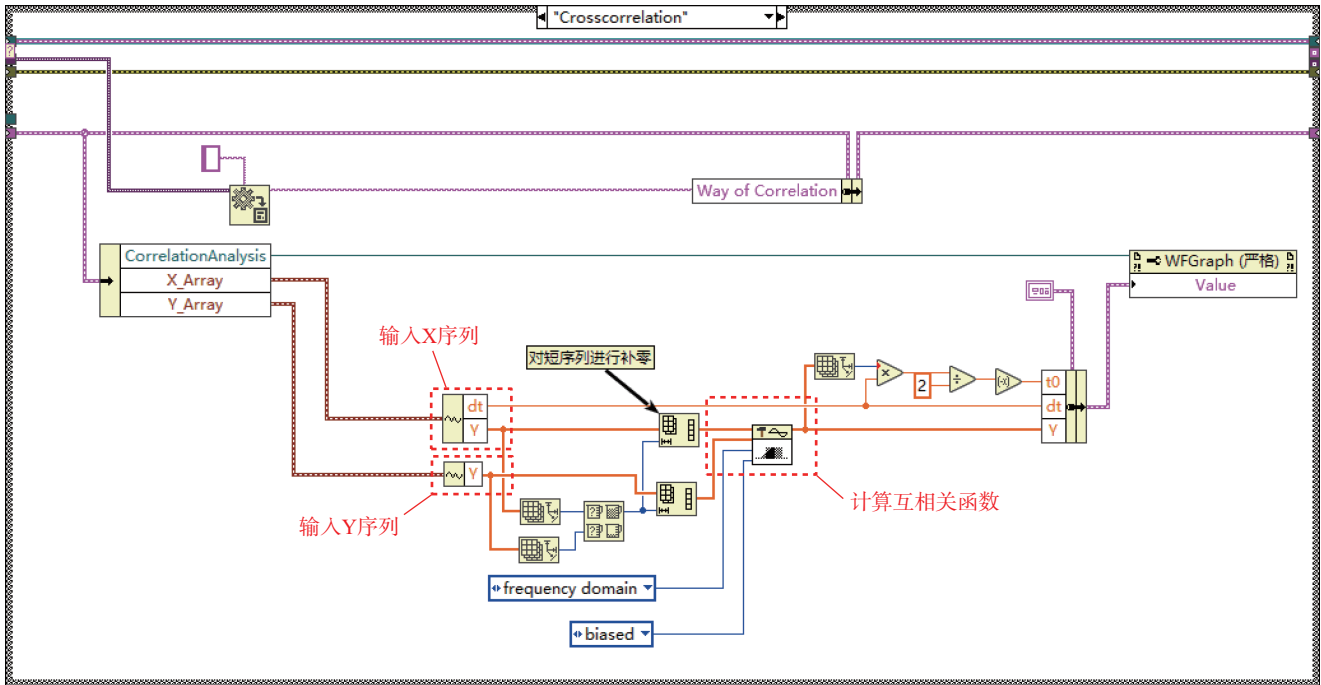 "Crosscorrelation"
Way of Correlation
CorrelationAnalysis
X_Array
Y_Array
WFGraph (严格)
Value
输入X序列
对短序列进行补零
dt
Y
2
t0
dt
Y
Y
输入Y序列
计算互相关函数
frequency domain
biased